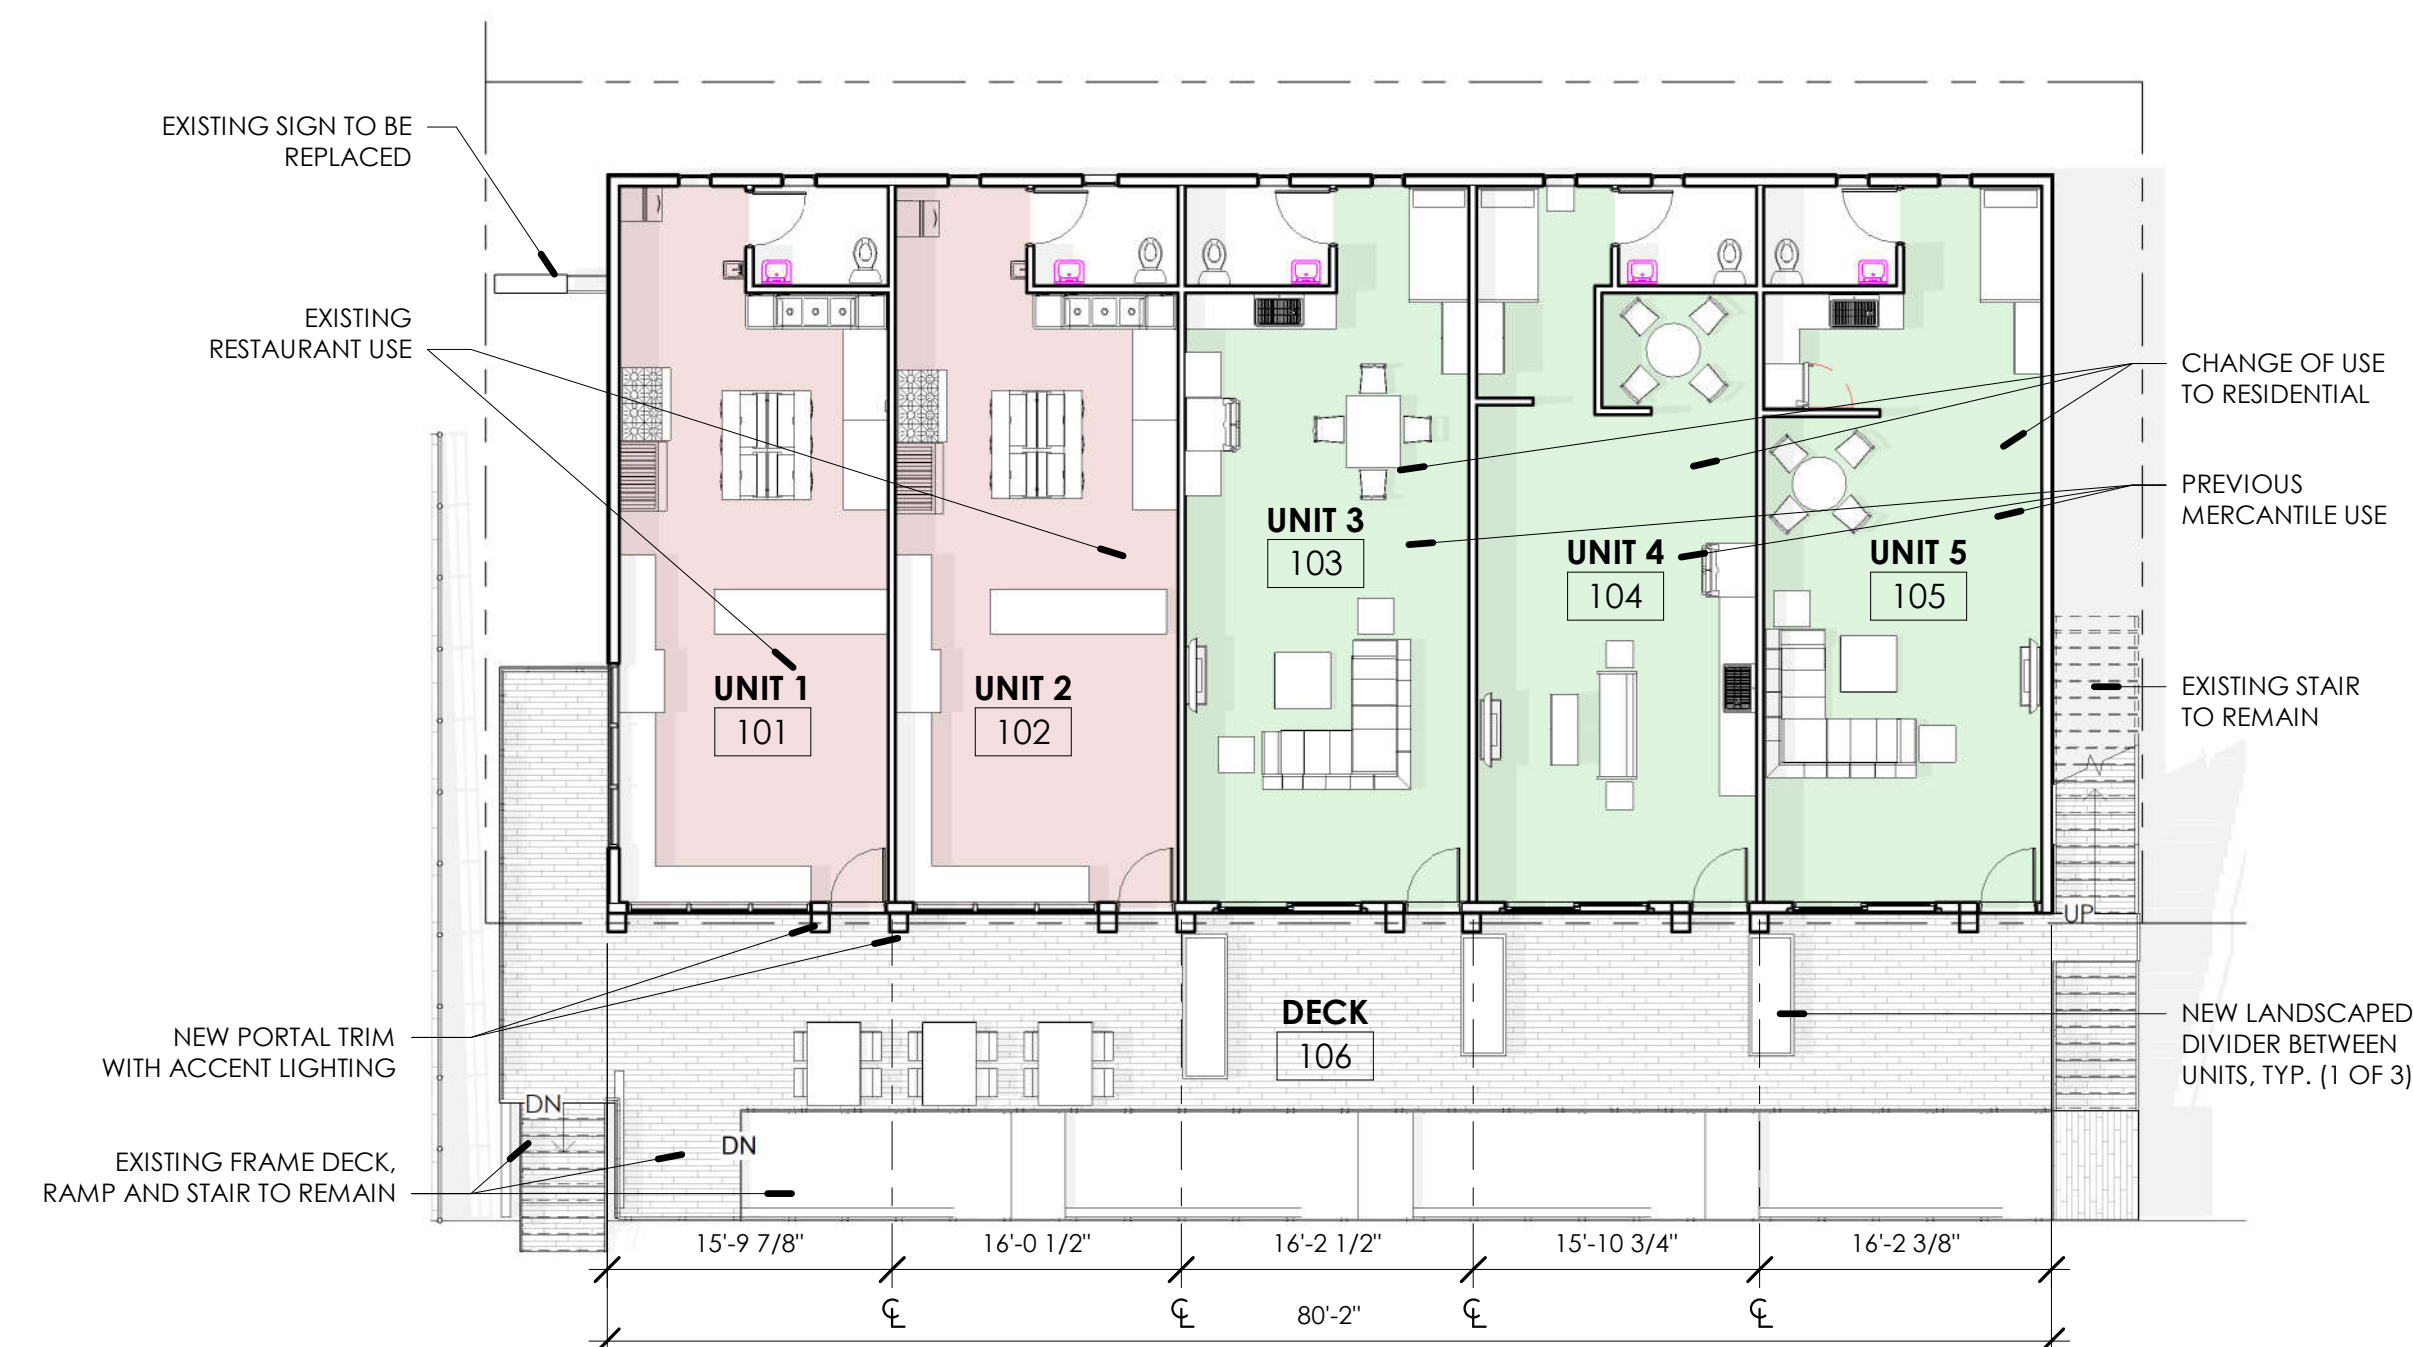 EXISTING SIGN TO BE
REPLACED
EXISTING
RESTAURANT USE
CHANGE OF USE
TO RESIDENTIAL
PREVIOUS
MERCANTILE USE
UNIT 3
103
UNIT 4
104
UNIT 5
105
UNIT 1
101
UNIT 2
102
EXISTING STAIR
TO REMAIN
UP
DECK
106
NEW PORTAL TRIM
WITH ACCENT LIGHTING
NEW LANDSCAPED
DIVIDER BETWEEN
UNITS, TYP. (1 OF 3)
DN
DN
EXISTING FRAME DECK,
RAMP AND STAIR TO REMAIN
15'-9 7/8"
16'-0 1/2"
16'-2 1/2"
15'-10 3/4"
16'-2 3/8"
℄
℄
80'-2"
℄
℄